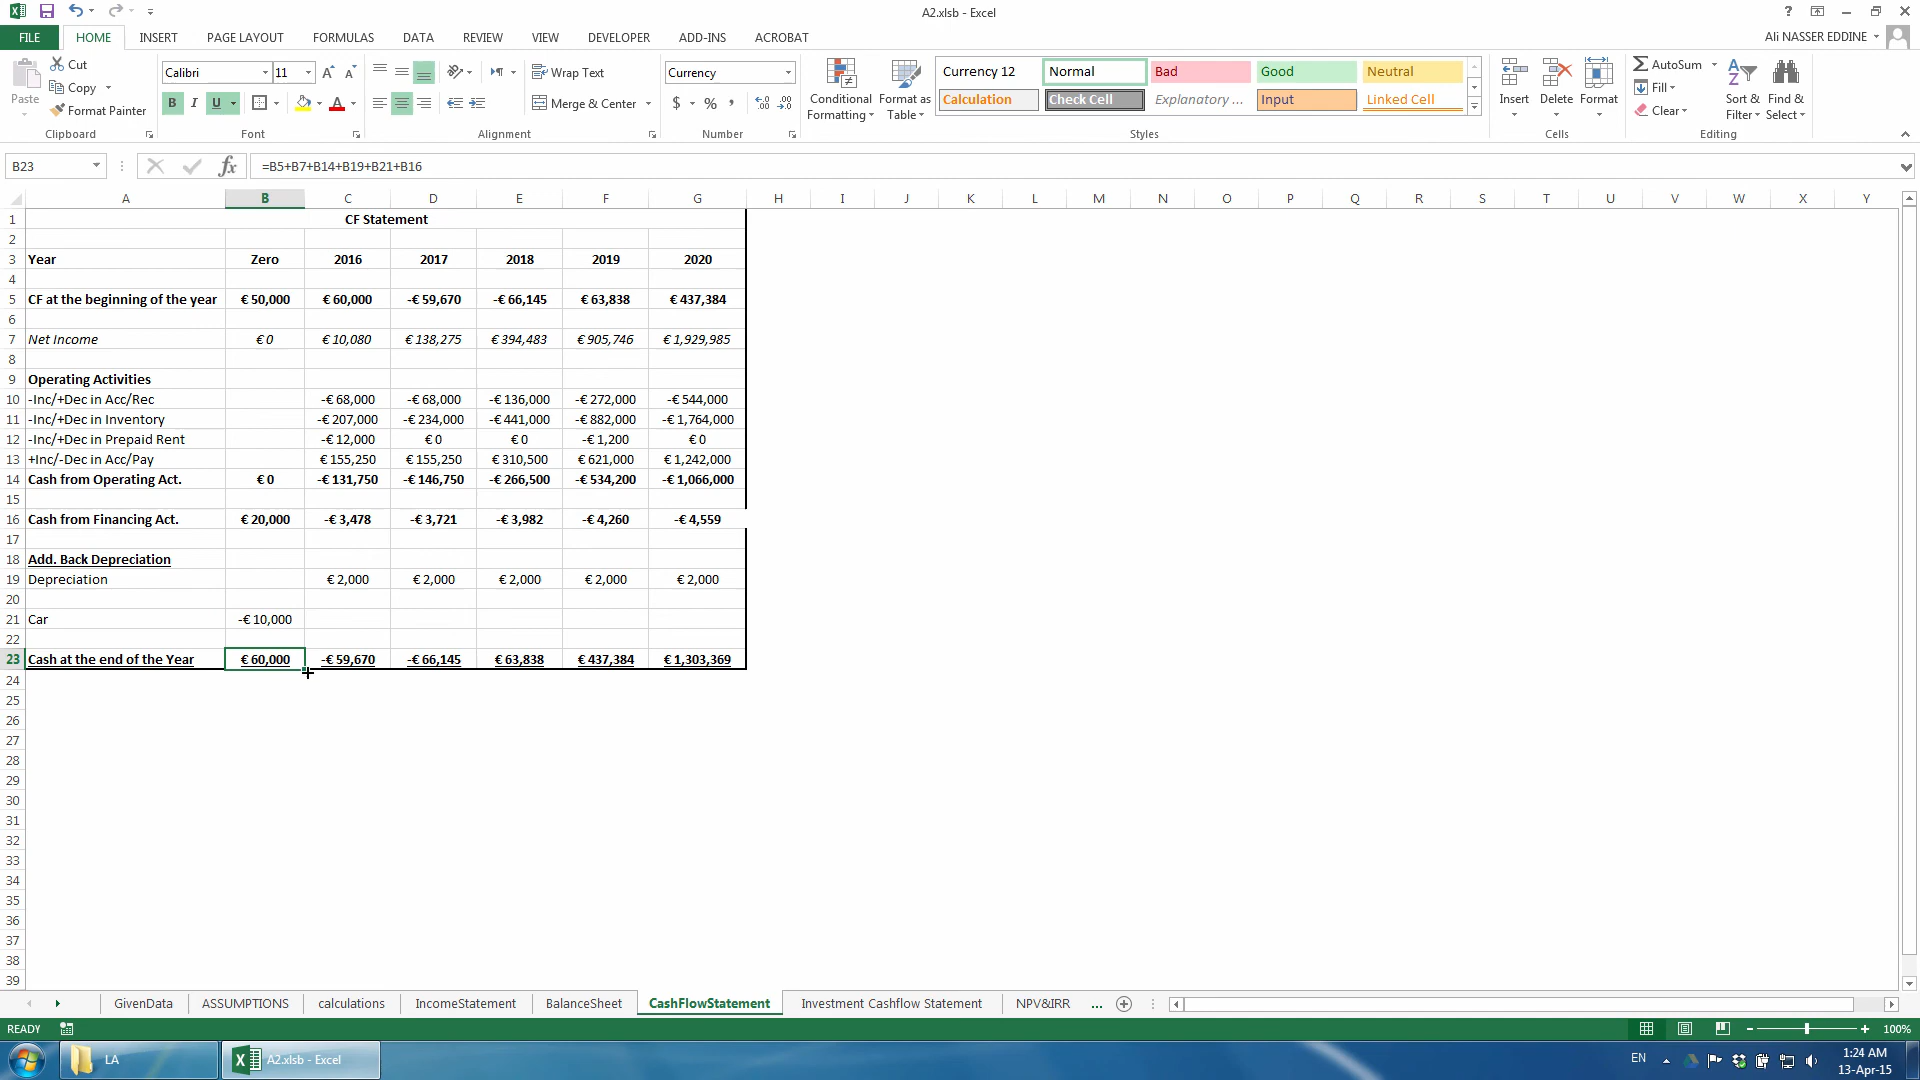 A2.xlsb - Excel
FILE HOME INSERT PAGE LAYOUT FORMULAS DATA REVIEW VIEW DEVELOPER ADD-INS ACROBAT Ali NASSER EDDINE
Paste Cut Copy Format Painter Clipboard
Calibri 11 B I U A Font
Wrap Text Merge & Center Alignment
Currency $ % , Number
Conditional Formatting Format as Table
Currency 12 Normal Bad Good Neutral
Calculation Check Cell Explanatory ... Input Linked Cell
Styles
Insert Delete Format Cells
AutoSum Fill Clear Sort & Filter Find & Select Editing
B23 fx =B5+B7+B14+B19+B21+B16
A B C D E F G H I J K L M N O P Q R S T U V W X Y
1 CF Statement
2
3 Year Zero 2016 2017 2018 2019 2020
4
5 CF at the beginning of the year € 50,000 € 60,000 -€ 59,670 -€ 66,145 € 63,838 € 437,384
6
7 Net Income € 0 € 10,080 € 138,275 € 394,483 € 905,746 € 1,929,985
8
9 Operating Activities
10 -Inc/+Dec in Acc/Rec -€ 68,000 -€ 68,000 -€ 136,000 -€ 272,000 -€ 544,000
11 -Inc/+Dec in Inventory -€ 207,000 -€ 234,000 -€ 441,000 -€ 882,000 -€ 1,764,000
12 -Inc/+Dec in Prepaid Rent -€ 12,000 € 0 € 0 -€ 1,200 € 0
13 +Inc/-Dec in Acc/Pay € 155,250 € 155,250 € 310,500 € 621,000 € 1,242,000
14 Cash from Operating Act. € 0 -€ 131,750 -€ 146,750 -€ 266,500 -€ 534,200 -€ 1,066,000
15
16 Cash from Financing Act. € 20,000 -€ 3,478 -€ 3,721 -€ 3,982 -€ 4,260 -€ 4,559
17
18 Add. Back Depreciation
19 Depreciation € 2,000 € 2,000 € 2,000 € 2,000 € 2,000
20
21 Car -€ 10,000
22
23 Cash at the end of the Year € 60,000 -€ 59,670 -€ 66,145 € 63,838 € 437,384 € 1,303,369
24
25
26
27
28
29
30
31
32
33
34
35
36
37
38
39
GivenData ASSUMPTIONS calculations IncomeStatement BalanceSheet CashFlowStatement Investment Cashflow Statement NPV&IRR ...
READY 100%
LA A2.xlsb - Excel EN 1:24 AM
13-Apr-15